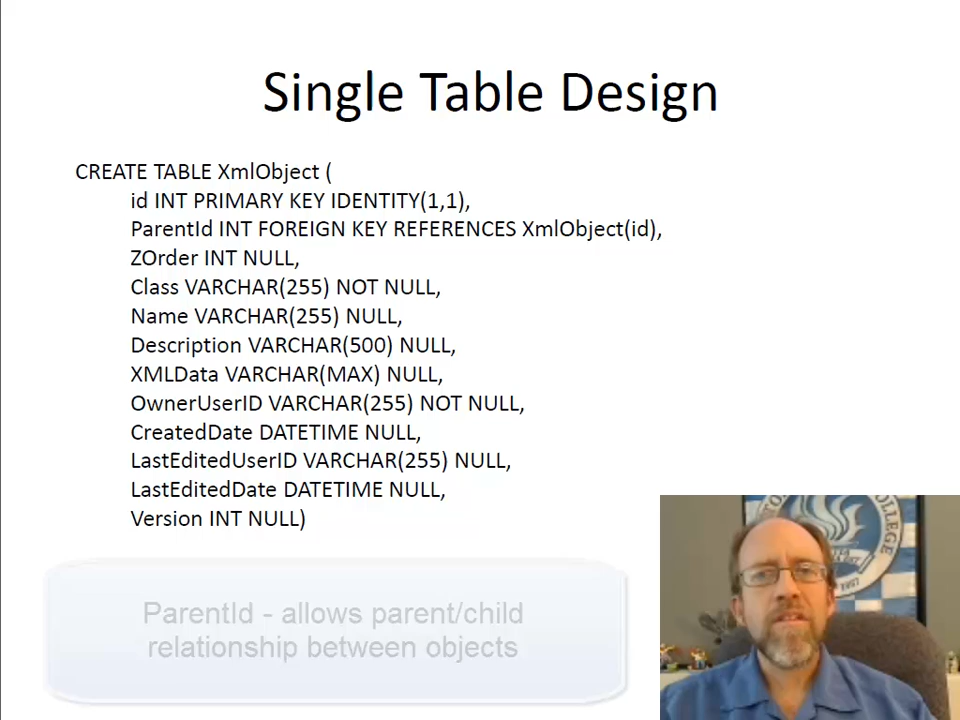 Single Table Design
CREATE TABLE XmlObject (
id INT PRIMARY KEY IDENTITY(1,1),
ParentId INT FOREIGN KEY REFERENCES XmlObject(id),
ZOrder INT NULL,
Class VARCHAR(255) NOT NULL,
Name VARCHAR(255) NULL,
Description VARCHAR(500) NULL,
XMLData VARCHAR(MAX) NULL,
OwnerUserID VARCHAR(255) NOT NULL,
CreatedDate DATETIME NULL,
LastEditedUserID VARCHAR(255) NULL,
LastEditedDate DATETIME NULL,
Version INT NULL)
ParentId - allows parent/child
relationship between objects
COLLEGE